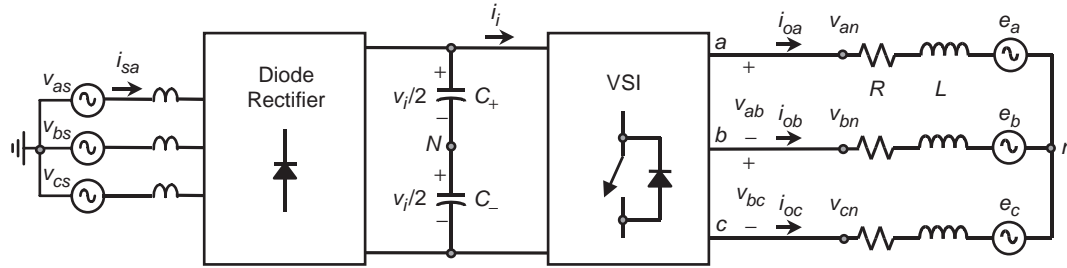 i_i
i_oa
v_an
e_a
a
+
i_sa
v_as
Diode
Rectifier
+
v_i/2
C_+
−
VSI
R
L
v_ab
−
i_ob
v_bn
e_b
v_bs
N
b
+
n
v_cs
+
v_i/2
C_−
−
v_bc
−
i_oc
v_cn
e_c
c